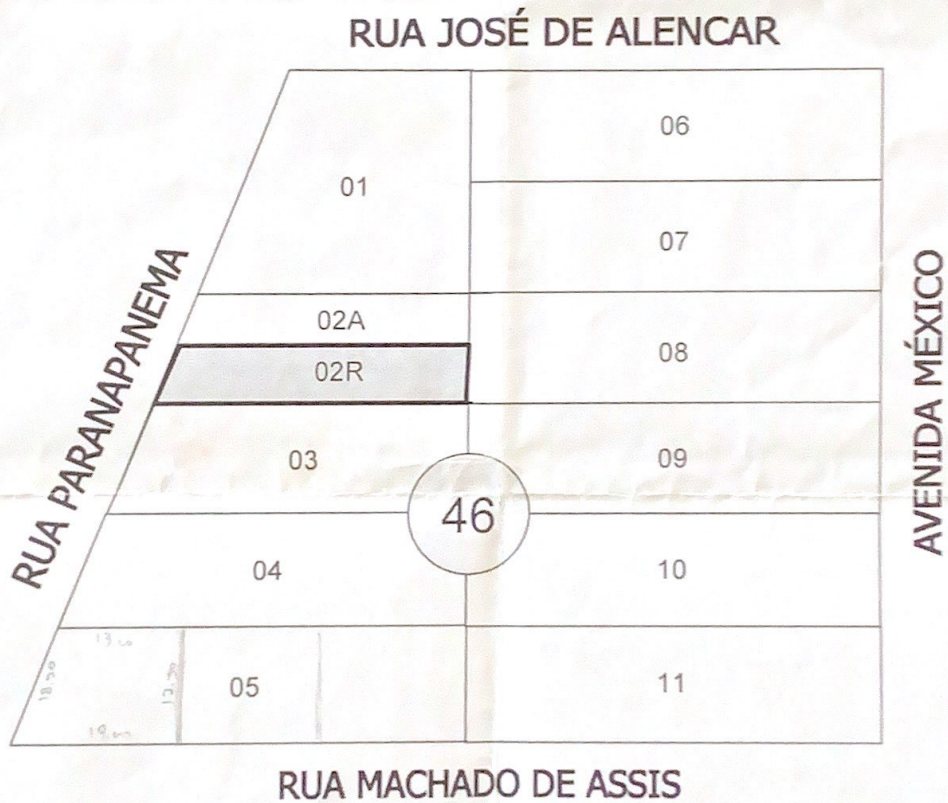 RUA JOSÉ DE ALENCAR
06
01
07
RUA PARANAPANEMA
AVENIDA MÉXICO
02A
08
02R
03
09
46
04
10
05
11
RUA MACHADO DE ASSIS